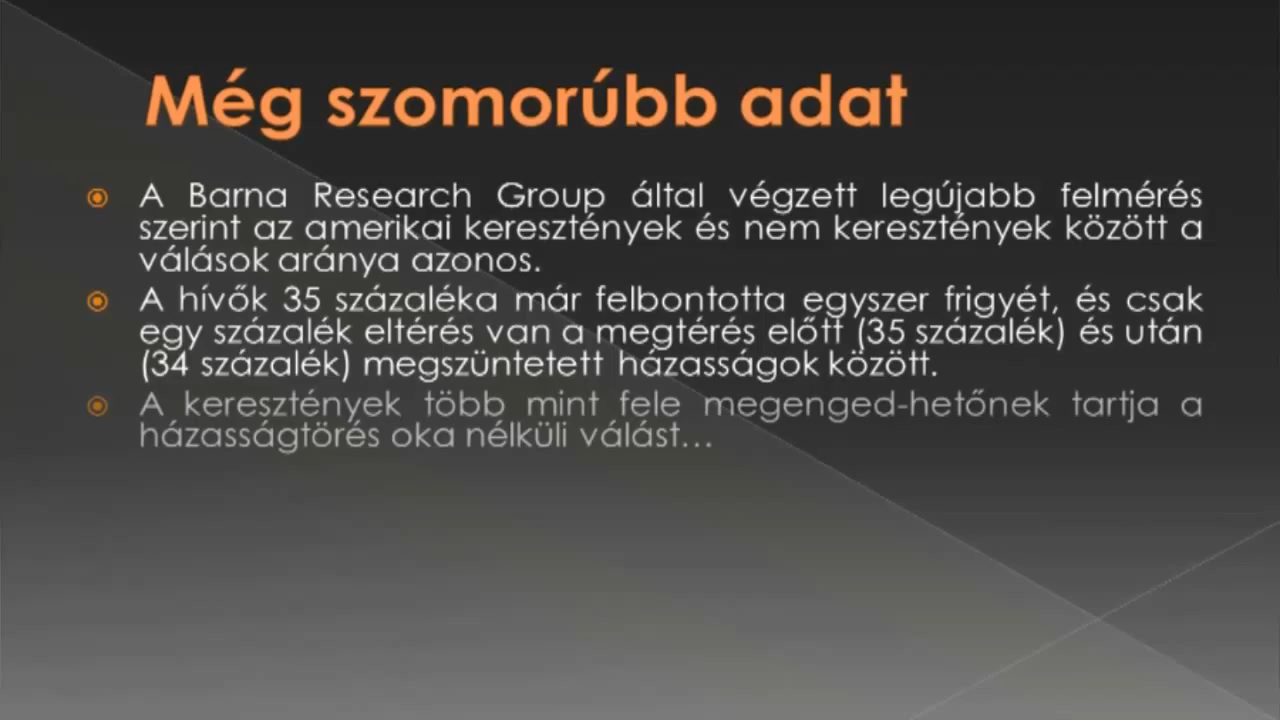 Még szomorúbb adat
A Barna Research Group által végzett legújabb felmérés
szerint az amerikai keresztények és nem keresztények között a
válások aránya azonos.
A hívők 35 százaléka már felbontotta egyszer frigyét, és csak
egy százalék eltérés van a megtérés előtt (35 százalék) és után
(34 százalék) megszüntetett házasságok között.
A keresztények több mint fele megenged-hetőnek tartja a
házasságtörés oka nélküli válást…